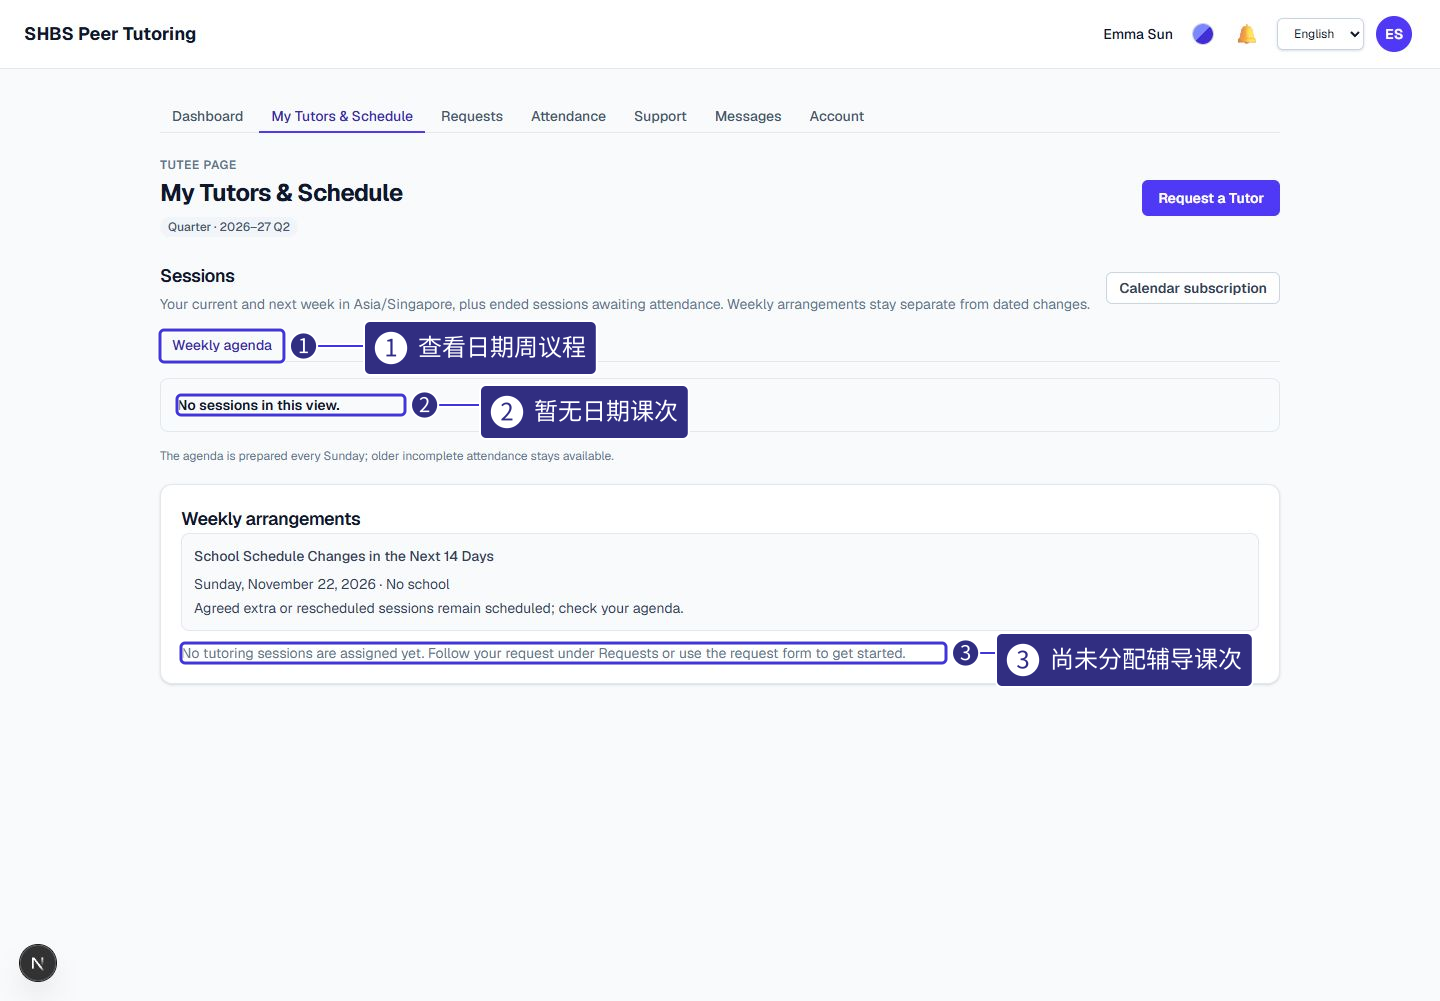 SHBS Peer Tutoring
Emma Sun
English
ES
Dashboard
My Tutors & Schedule
Requests
Attendance
Support
Messages
Account
TUTEE PAGE
My Tutors & Schedule
Request a Tutor
Quarter · 2026–27 Q2
Sessions
Your current and next week in Asia/Singapore, plus ended sessions awaiting attendance. Weekly arrangements stay separate from dated changes.
Calendar subscription
Weekly agenda
1
1 查看日期周议程
No sessions in this view.
2
2 暂无日期课次
The agenda is prepared every Sunday; older incomplete attendance stays available.
Weekly arrangements
School Schedule Changes in the Next 14 Days
Sunday, November 22, 2026 · No school
Agreed extra or rescheduled sessions remain scheduled; check your agenda.
No tutoring sessions are assigned yet. Follow your request under Requests or use the request form to get started.
3
3 尚未分配辅导课次
N